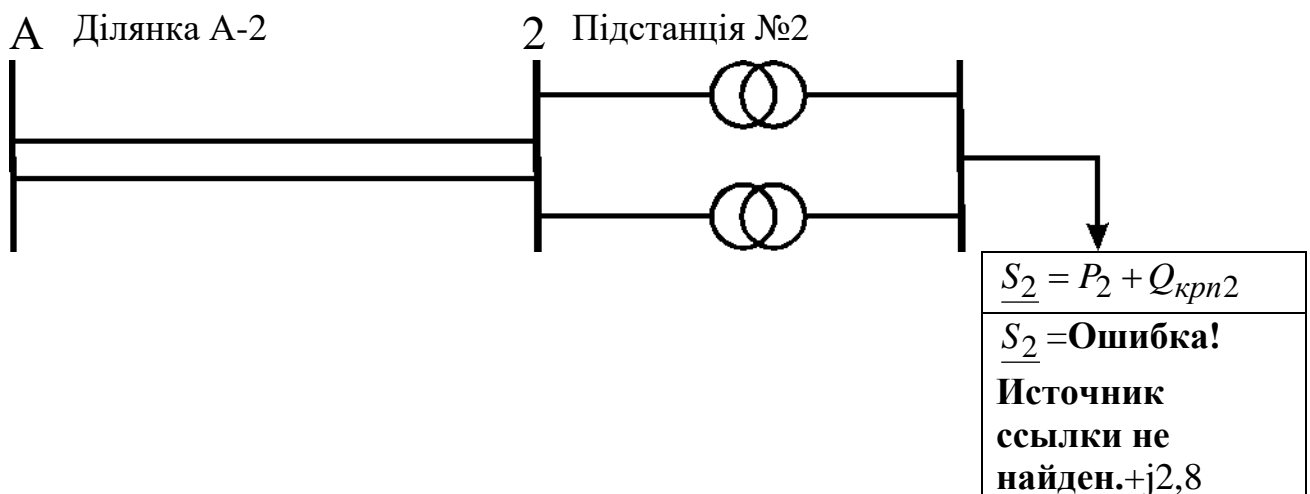 А Ділянка А-2 2 Підстанція №2
S2 = P2 + Qкрп2
S2 =Ошибка!
Источник
ссылки не
найден.+j2,8